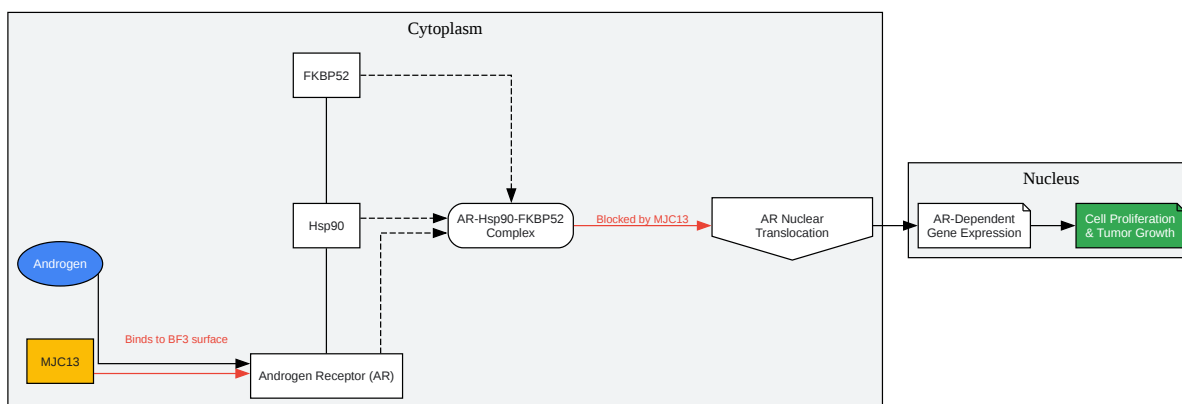 Cytoplasm
FKBP52
Nucleus
Hsp90
AR-Hsp90-FKBP52
Complex
Blocked by MJC13
AR Nuclear
Translocation
AR-Dependent
Gene Expression
Cell Proliferation
& Tumor Growth
Androgen
Binds to BF3 surface
MJC13
Androgen Receptor (AR)